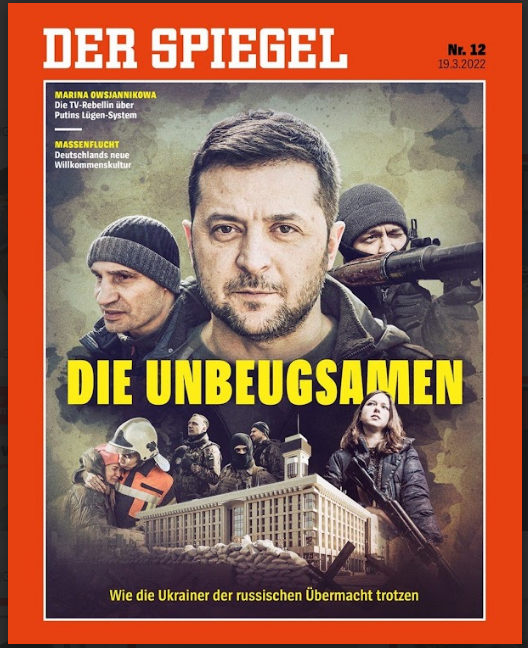 DER SPIEGEL
Nr. 12
19.3.2022
MARINA OWSJANNIKOWA
Die TV-Rebellin über
Putins Lügen-System
MASSENFLUCHT
Deutschlands neue
Willkommenskultur
DIE UNBEUGSAMEN
Wie die Ukrainer der russischen Übermacht trotzen